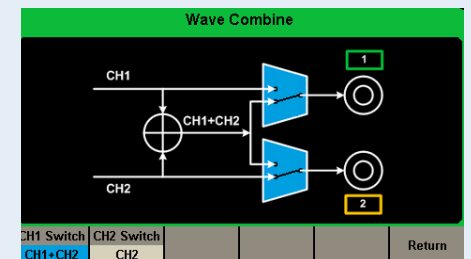 Wave Combine
1
CH1
CH1+CH2
CH2
2
CH1 Switch CH2 Switch
CH1+CH2 CH2
Return